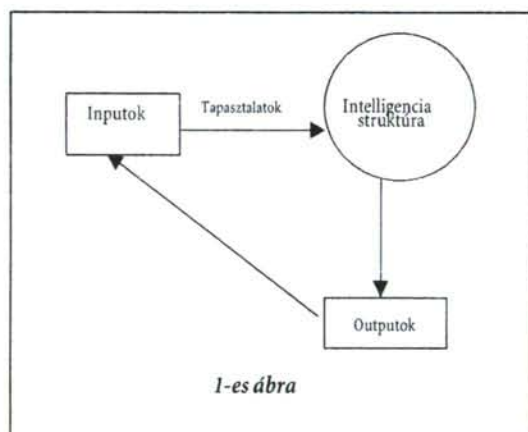 Inputok
Tapasztalatok
Intelligencia
struktúra
Outputok
1-es ábra